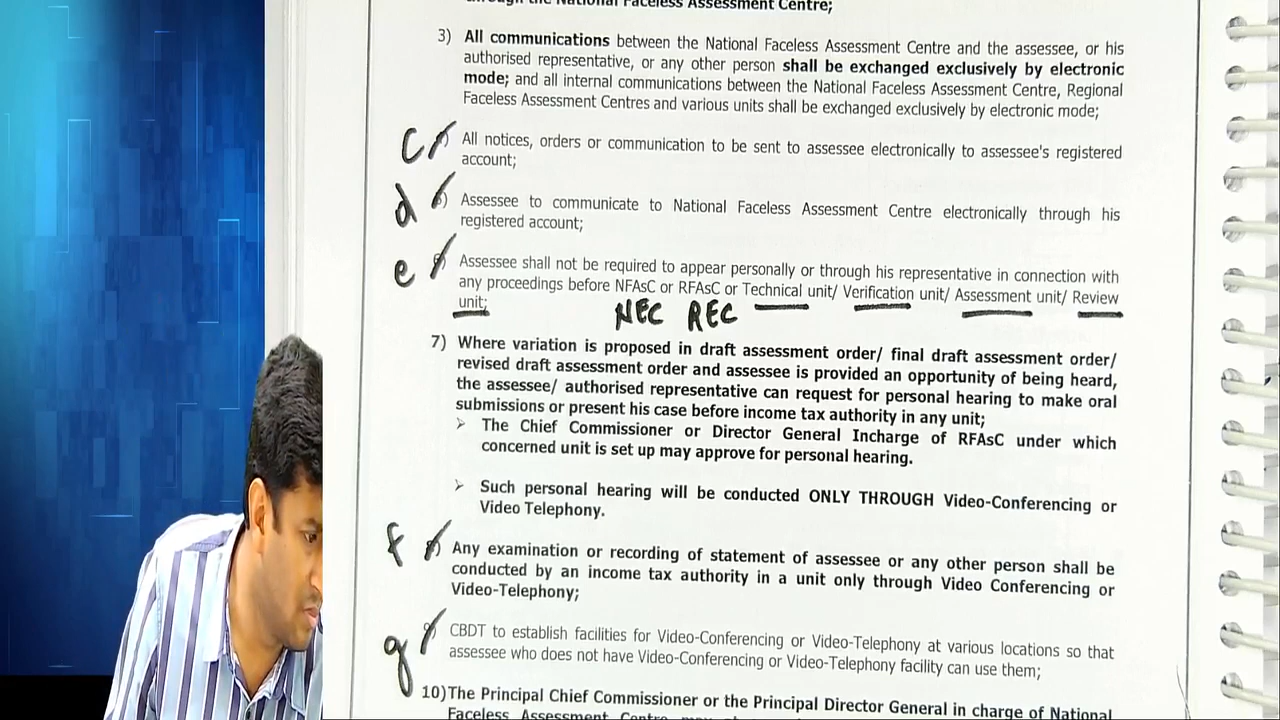 through the National Faceless Assessment Centre;
3) All communications between the National Faceless Assessment Centre and the assessee, or his
authorised representative, or any other person shall be exchanged exclusively by electronic
mode; and all internal communications between the National Faceless Assessment Centre, Regional
Faceless Assessment Centres and various units shall be exchanged exclusively by electronic mode;
c All notices, orders or communication to be sent to assessee electronically to assessee's registered
account;
d Assessee to communicate to National Faceless Assessment Centre electronically through his
registered account;
e Assessee shall not be required to appear personally or through his representative in connection with
any proceedings before NFAsC or RFAsC or Technical unit/ Verification unit/ Assessment unit/ Review
unit;
NEC REC
7) Where variation is proposed in draft assessment order/ final draft assessment order/
revised draft assessment order and assessee is provided an opportunity of being heard,
the assessee/ authorised representative can request for personal hearing to make oral
submissions or present his case before income tax authority in any unit;
➢ The Chief Commissioner or Director General Incharge of RFAsC under which
concerned unit is set up may approve for personal hearing.
➢ Such personal hearing will be conducted ONLY THROUGH Video-Conferencing or
Video Telephony.
f Any examination or recording of statement of assessee or any other person shall be
conducted by an income tax authority in a unit only through Video Conferencing or
Video-Telephony;
g CBDT to establish facilities for Video-Conferencing or Video-Telephony at various locations so that
assessee who does not have Video-Conferencing or Video-Telephony facility can use them;
10) The Principal Chief Commissioner or the Principal Director General in charge of National
Faceless Assessment Centre